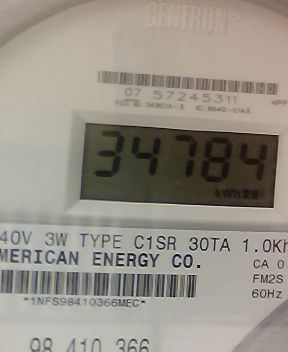 CENTRON
07 57245311
34784
kWh
40V 3W TYPE C1SR 30TA 1.0Kh
MERICAN ENERGY CO.
CA 0
FM2S
60Hz
*1NFS98410366MEC*
98 410 366